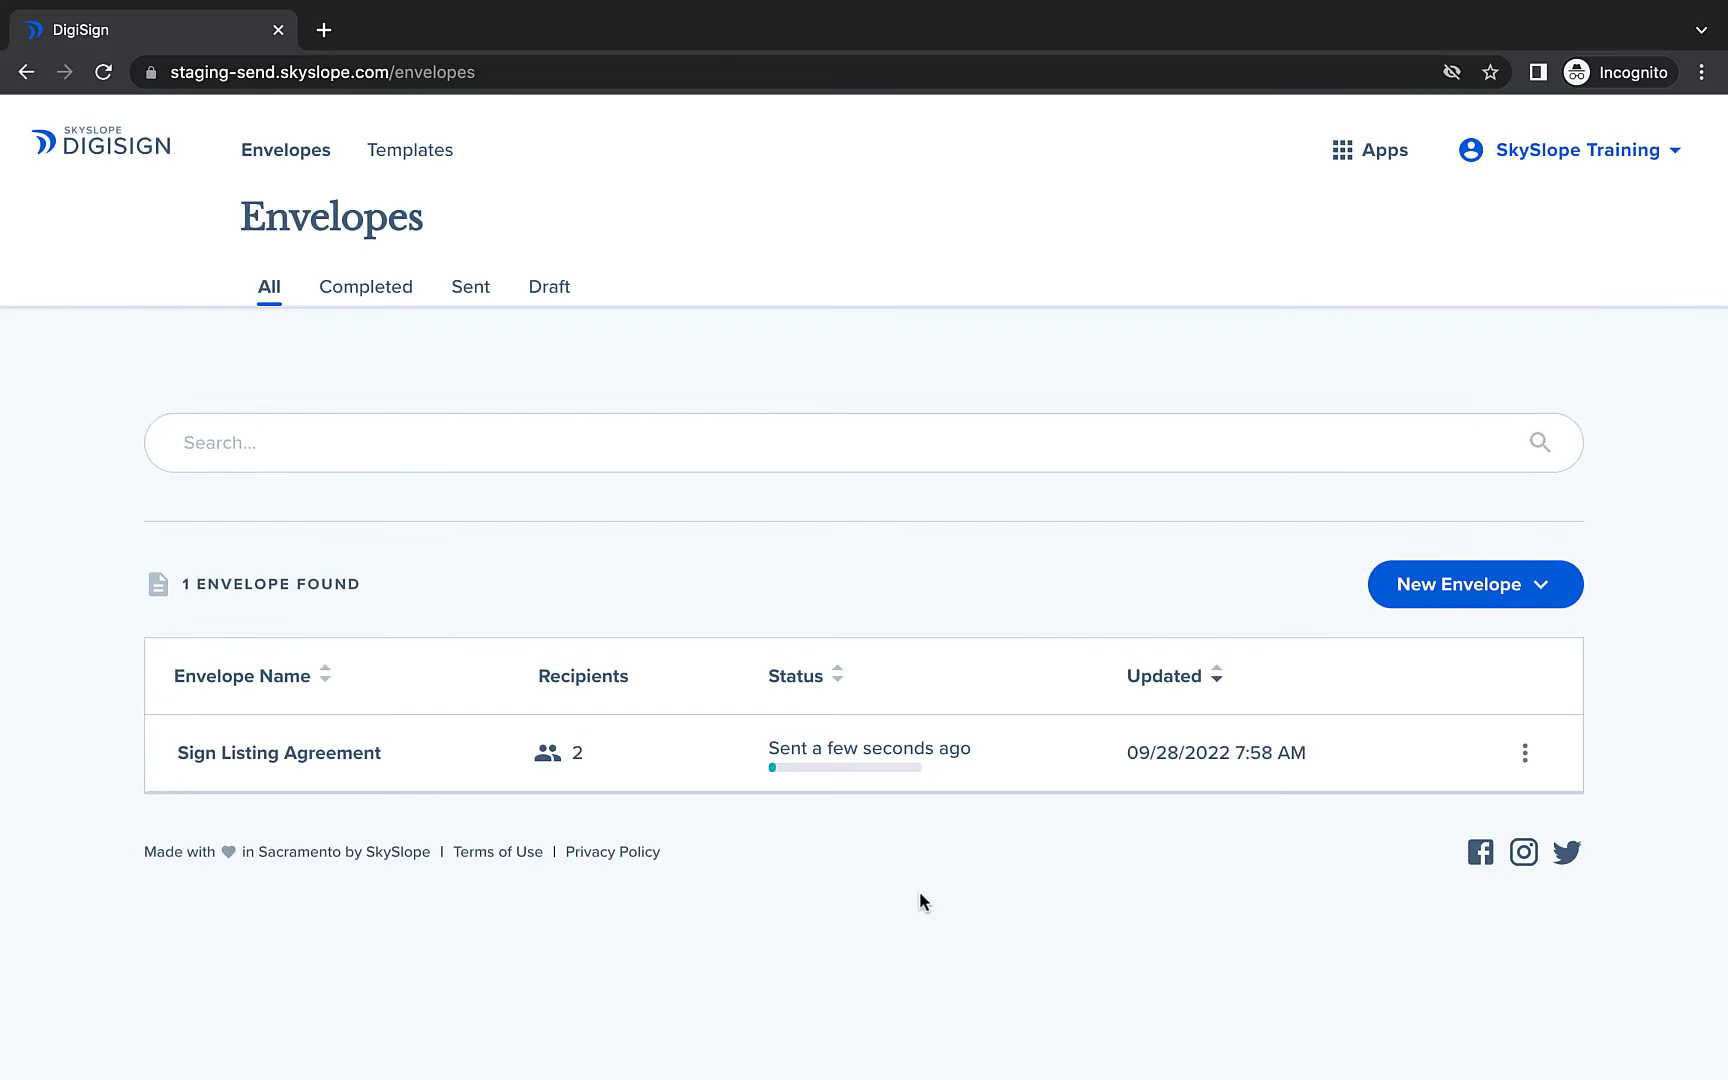 DigiSign
staging-send.skyslope.com/envelopes
Incognito
SKYSLOPE
DIGISIGN
Envelopes
Templates
Apps
SkySlope Training
Envelopes
All
Completed
Sent
Draft
Search...
1 ENVELOPE FOUND
New Envelope
Envelope Name
Recipients
Status
Updated
Sign Listing Agreement
2
Sent a few seconds ago
09/28/2022 7:58 AM
Made with in Sacramento by SkySlope | Terms of Use | Privacy Policy